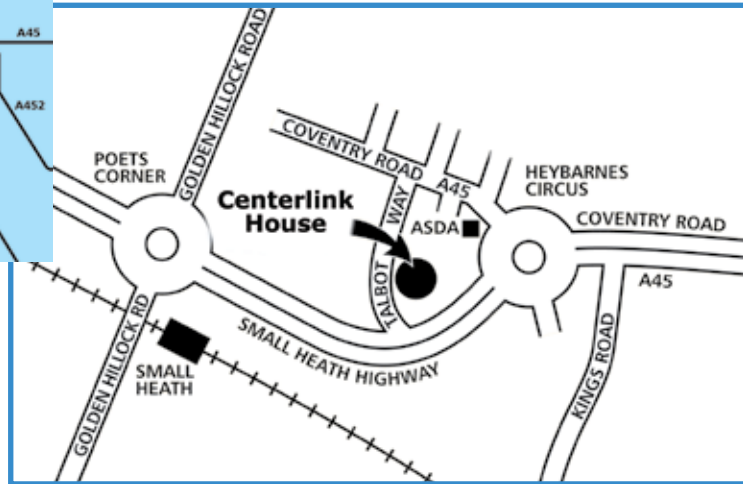 A45
A452
POETS
CORNER
GOLDEN HILLOCK ROAD
COVENTRY ROAD A45
HEYBARNES
CIRCUS
Centerlink
House
TALBOT WAY
ASDA
COVENTRY ROAD
A45
SMALL HEATH HIGHWAY
SMALL
HEATH
GOLDEN HILLOCK RD
KINGS ROAD